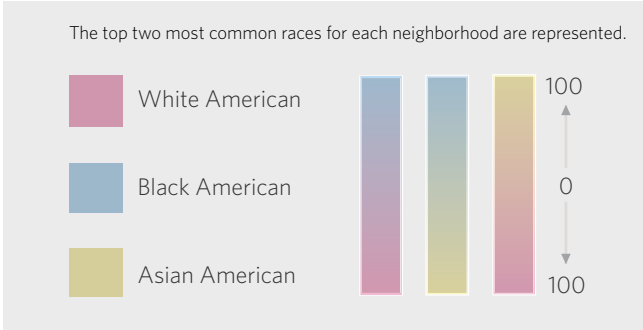 The top two most common races for each neighborhood are represented.
White American
Black American
Asian American
100
0
100